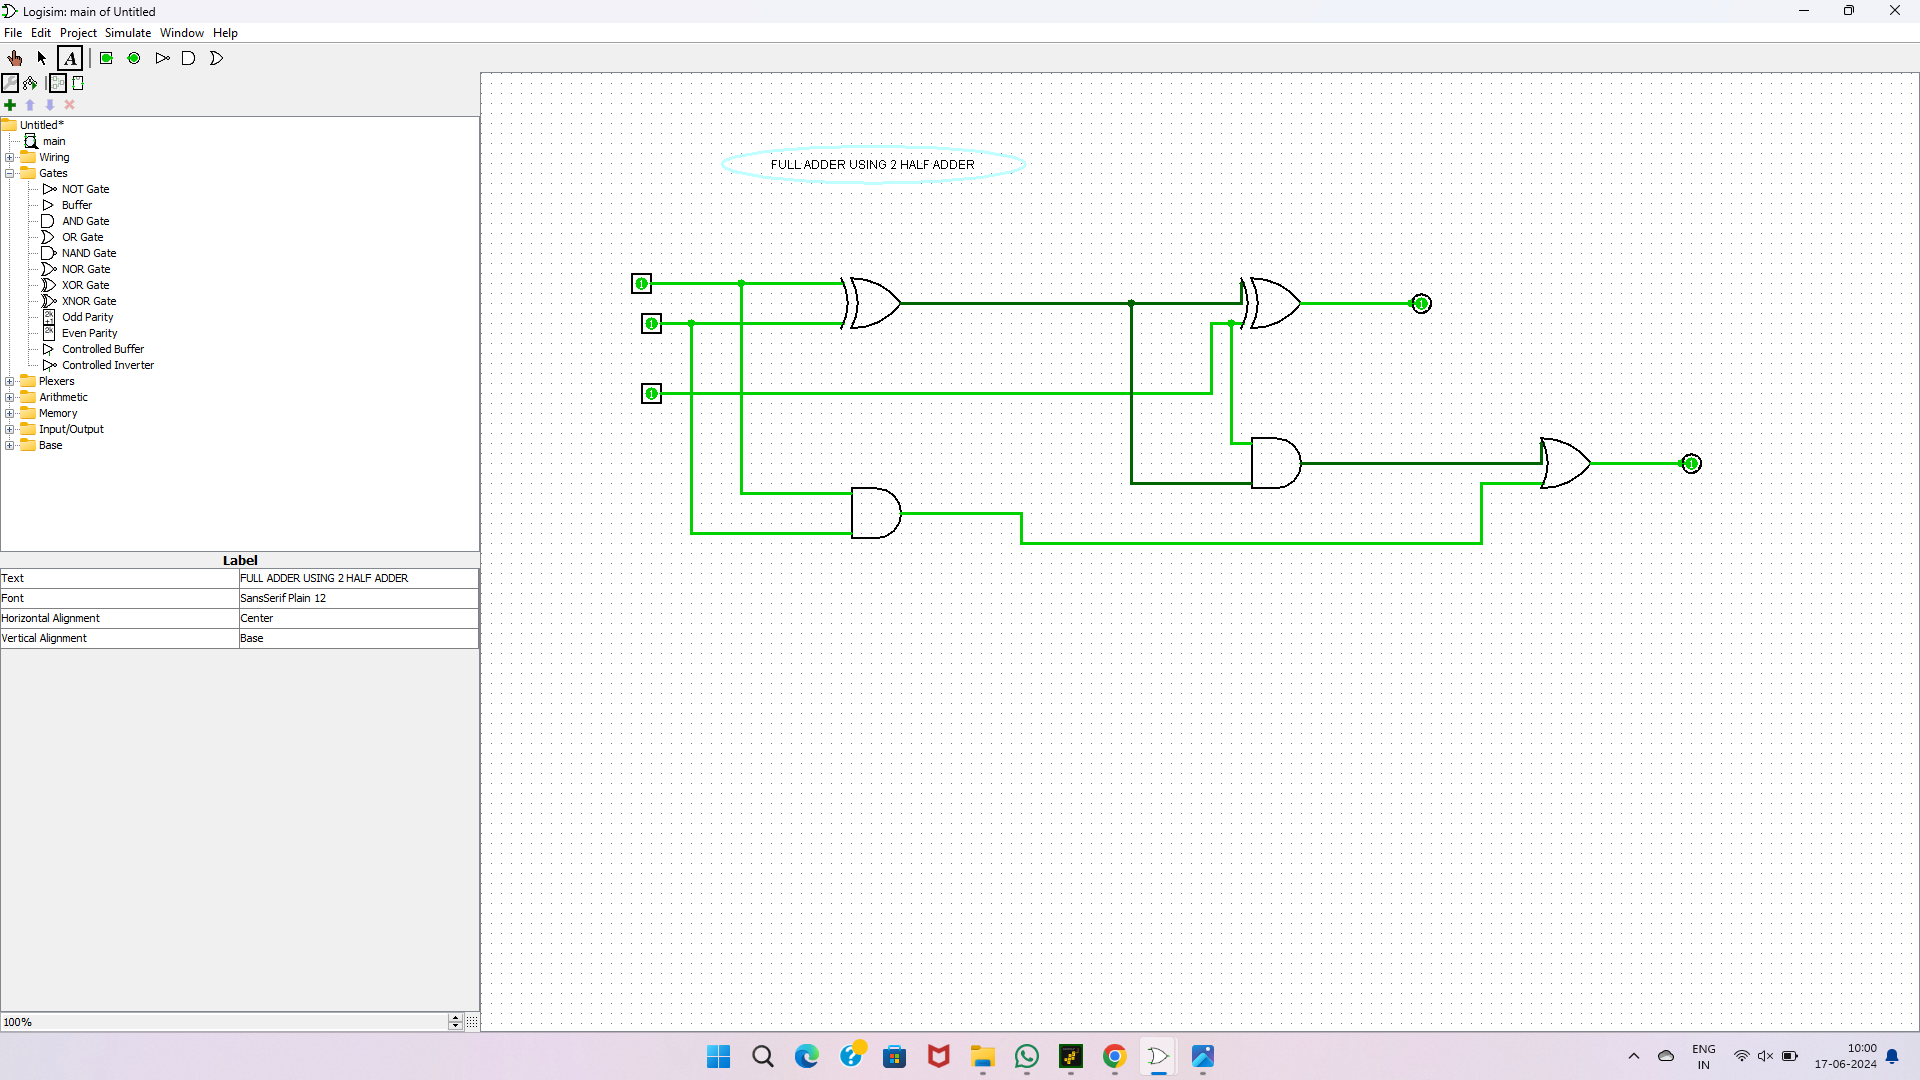 Logisim: main of Untitled
File Edit Project Simulate Window Help
A
Untitled*
main
Wiring
Gates
NOT Gate
Buffer
AND Gate
OR Gate
NAND Gate
NOR Gate
XOR Gate
XNOR Gate
Odd Parity
Even Parity
Controlled Buffer
Controlled Inverter
Plexers
Arithmetic
Memory
Input/Output
Base
Label
Text FULL ADDER USING 2 HALF ADDER
Font SansSerif Plain 12
Horizontal Alignment Center
Vertical Alignment Base
100%
FULL ADDER USING 2 HALF ADDER
1
1
1
1
1
ENG
IN
10:00
17-06-2024